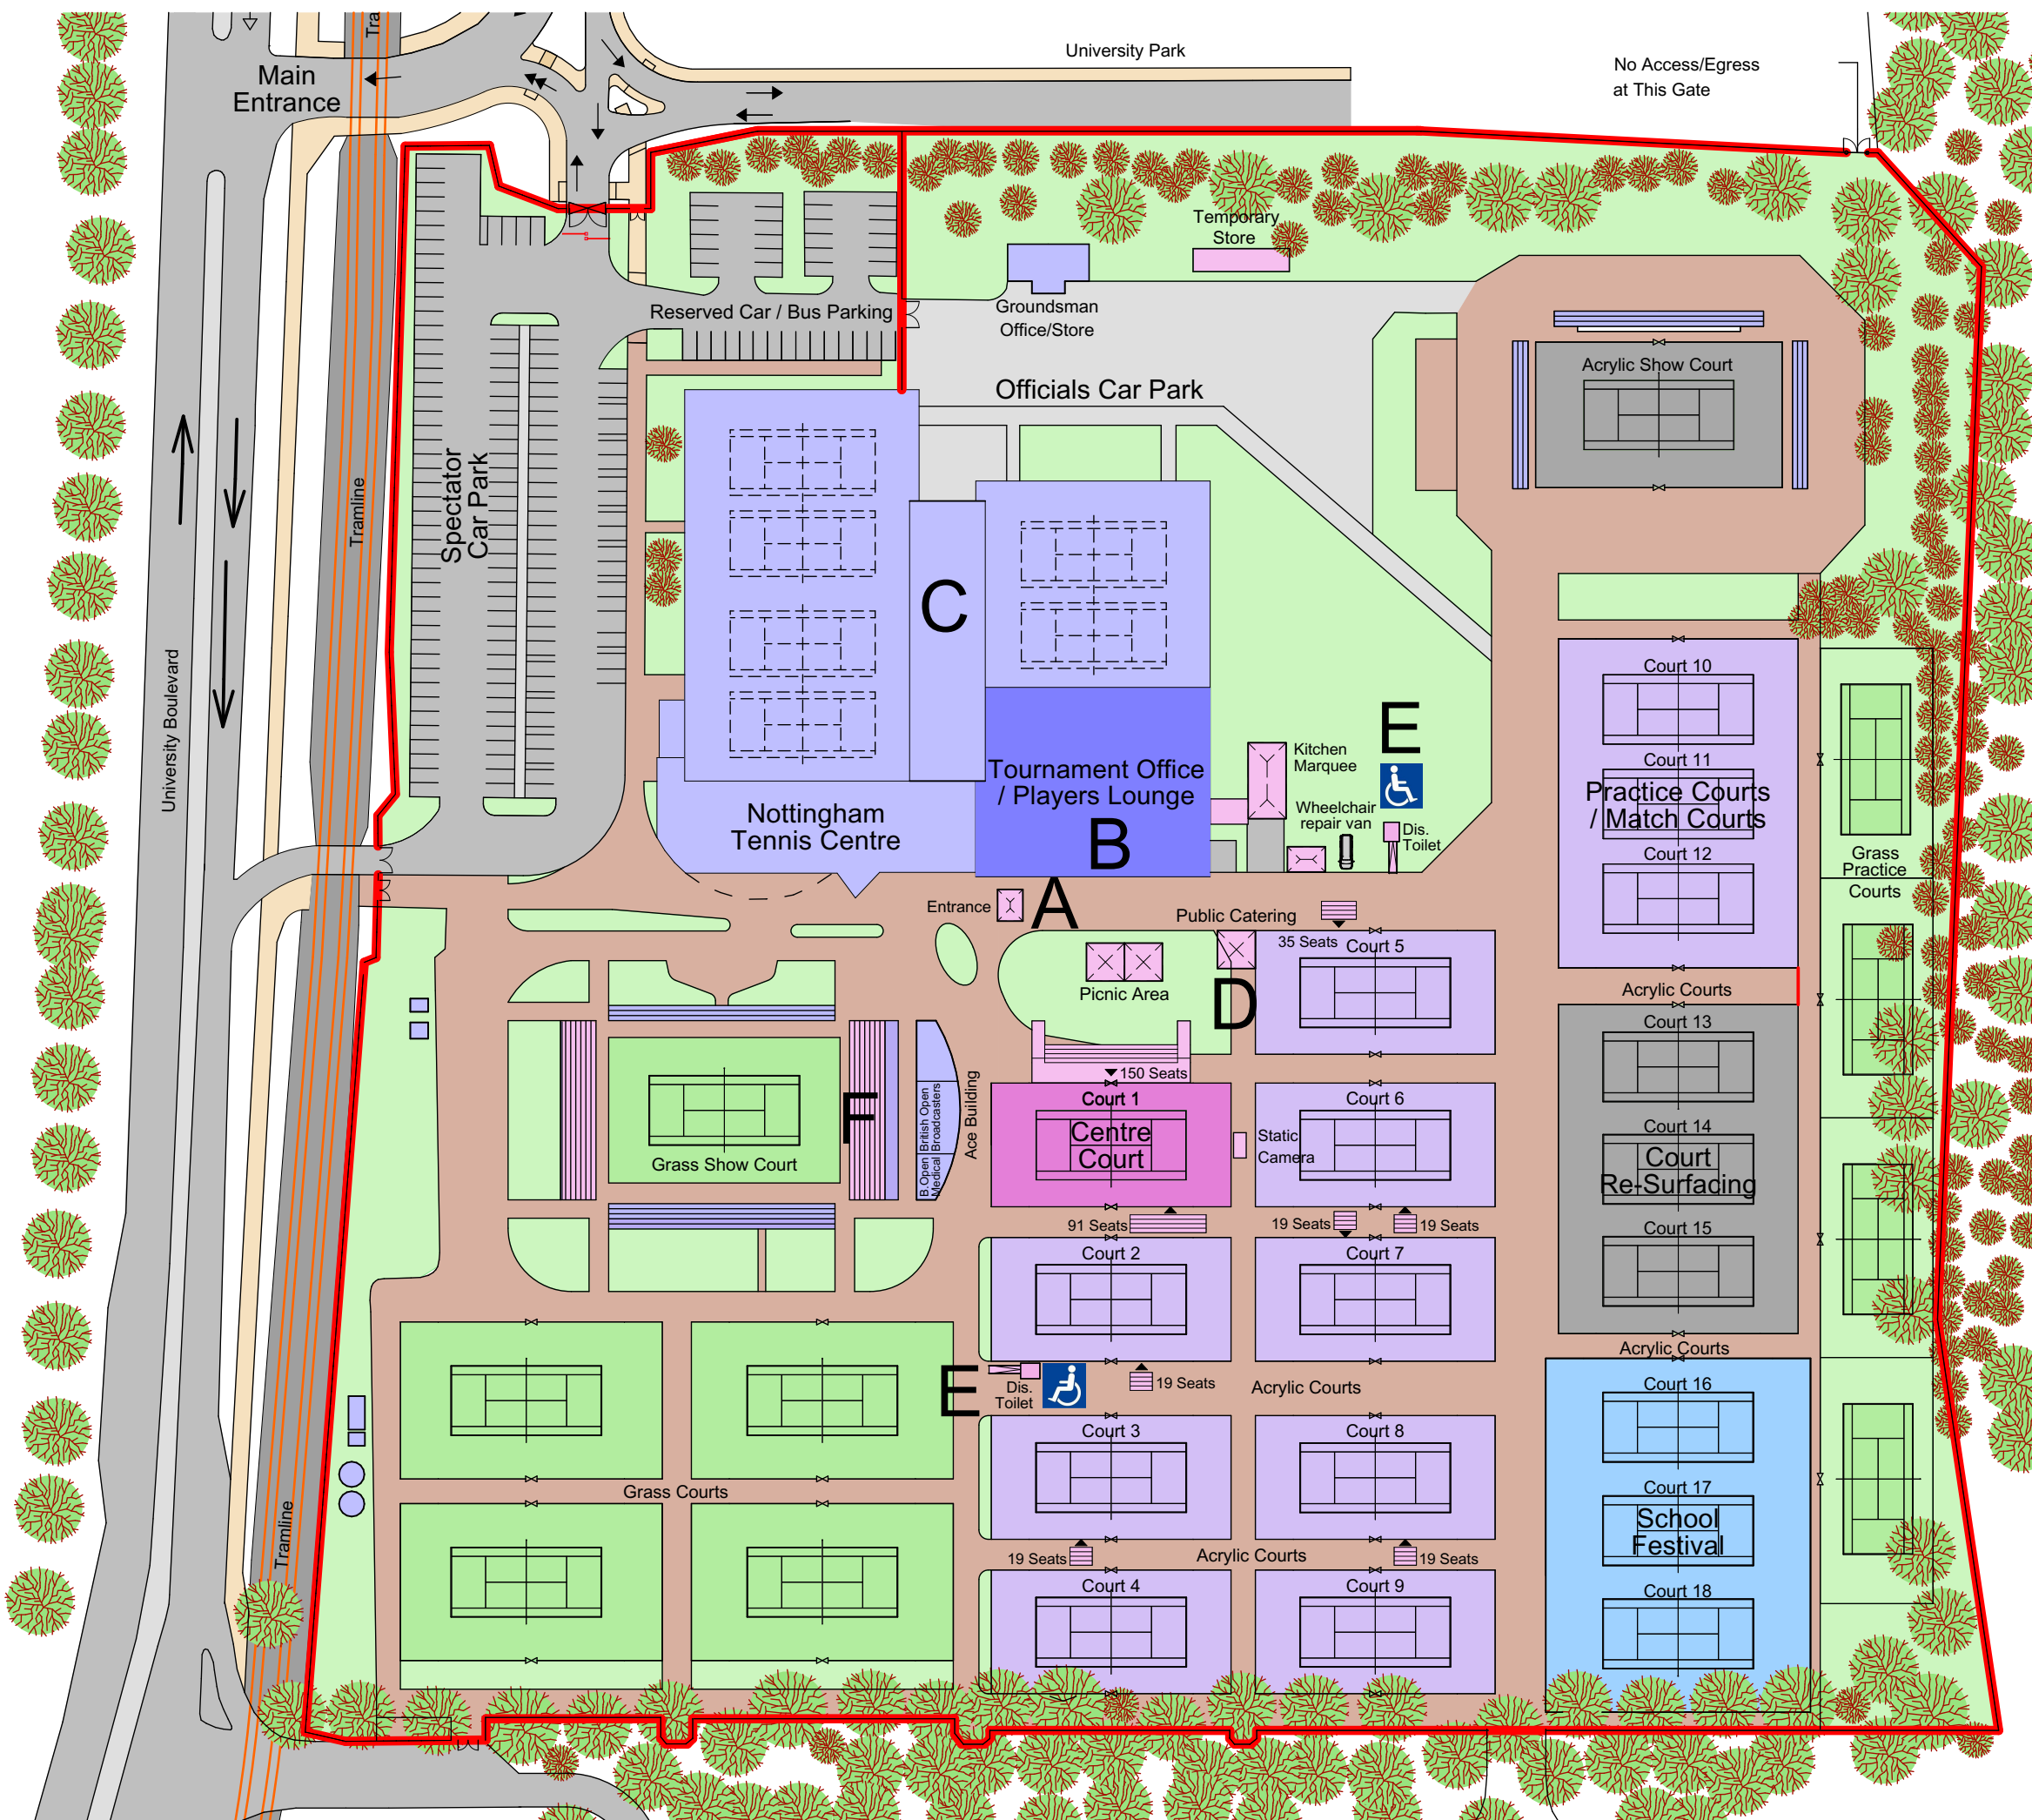 Tra
University Park
Main
Entrance
No Access/Egress
at This Gate
Temporary
Store
Reserved Car / Bus Parking
Groundsman
Office/Store
Officials Car Park
Acrylic Show Court
Spectator
Car Park
Tramline
University Boulevard
C
Court 10
Court 11
Practice Courts
/ Match Courts
Court 12
E
Kitchen
Marquee
Tournament Office
/ Players Lounge
B
Nottingham
Tennis Centre
Wheelchair
repair van
Dis.
Toilet
Grass
Practice
Courts
Entrance
A
Public Catering
35 Seats
Court 5
Picnic Area
D
Acrylic Courts
Court 13
Court 14
Court
Re-Surfacing
Court 15
150 Seats
Court 1
Centre
Court
Court 6
Static
Camera
F
Grass Show Court
British Open
Broadcasters
B.Open
Medical
Ace Building
91 Seats
19 Seats
19 Seats
Court 2
Court 7
Acrylic Courts
E
Dis.
Toilet
19 Seats
Acrylic Courts
Court 16
Court 17
School
Festival
Court 18
Court 3
Court 8
Grass Courts
Tramline
19 Seats
Acrylic Courts
19 Seats
Court 4
Court 9